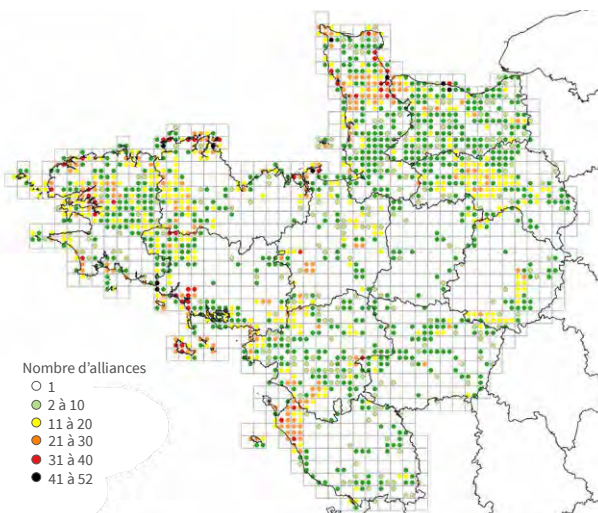 Nombre d'alliances
1
2 à 10
11 à 20
21 à 30
31 à 40
41 à 52